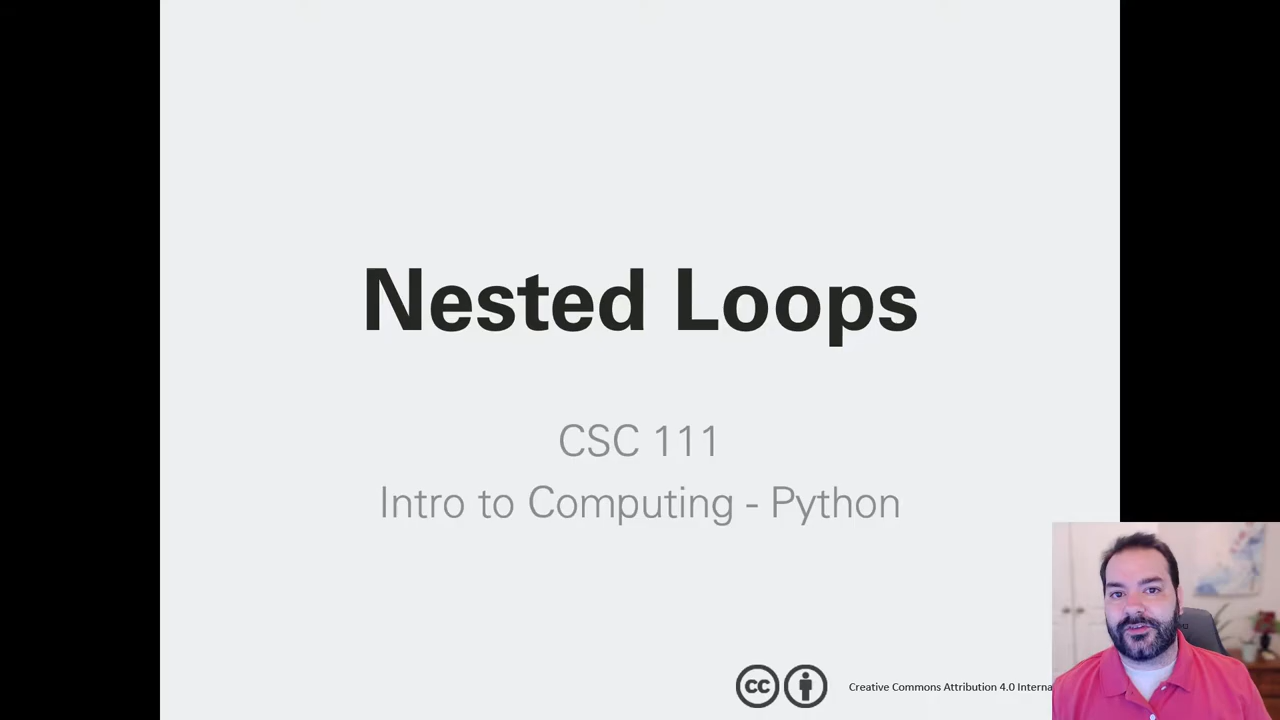 Nested Loops
CSC 111
Intro to Computing - Python
cc
Creative Commons Attribution 4.0 Interna